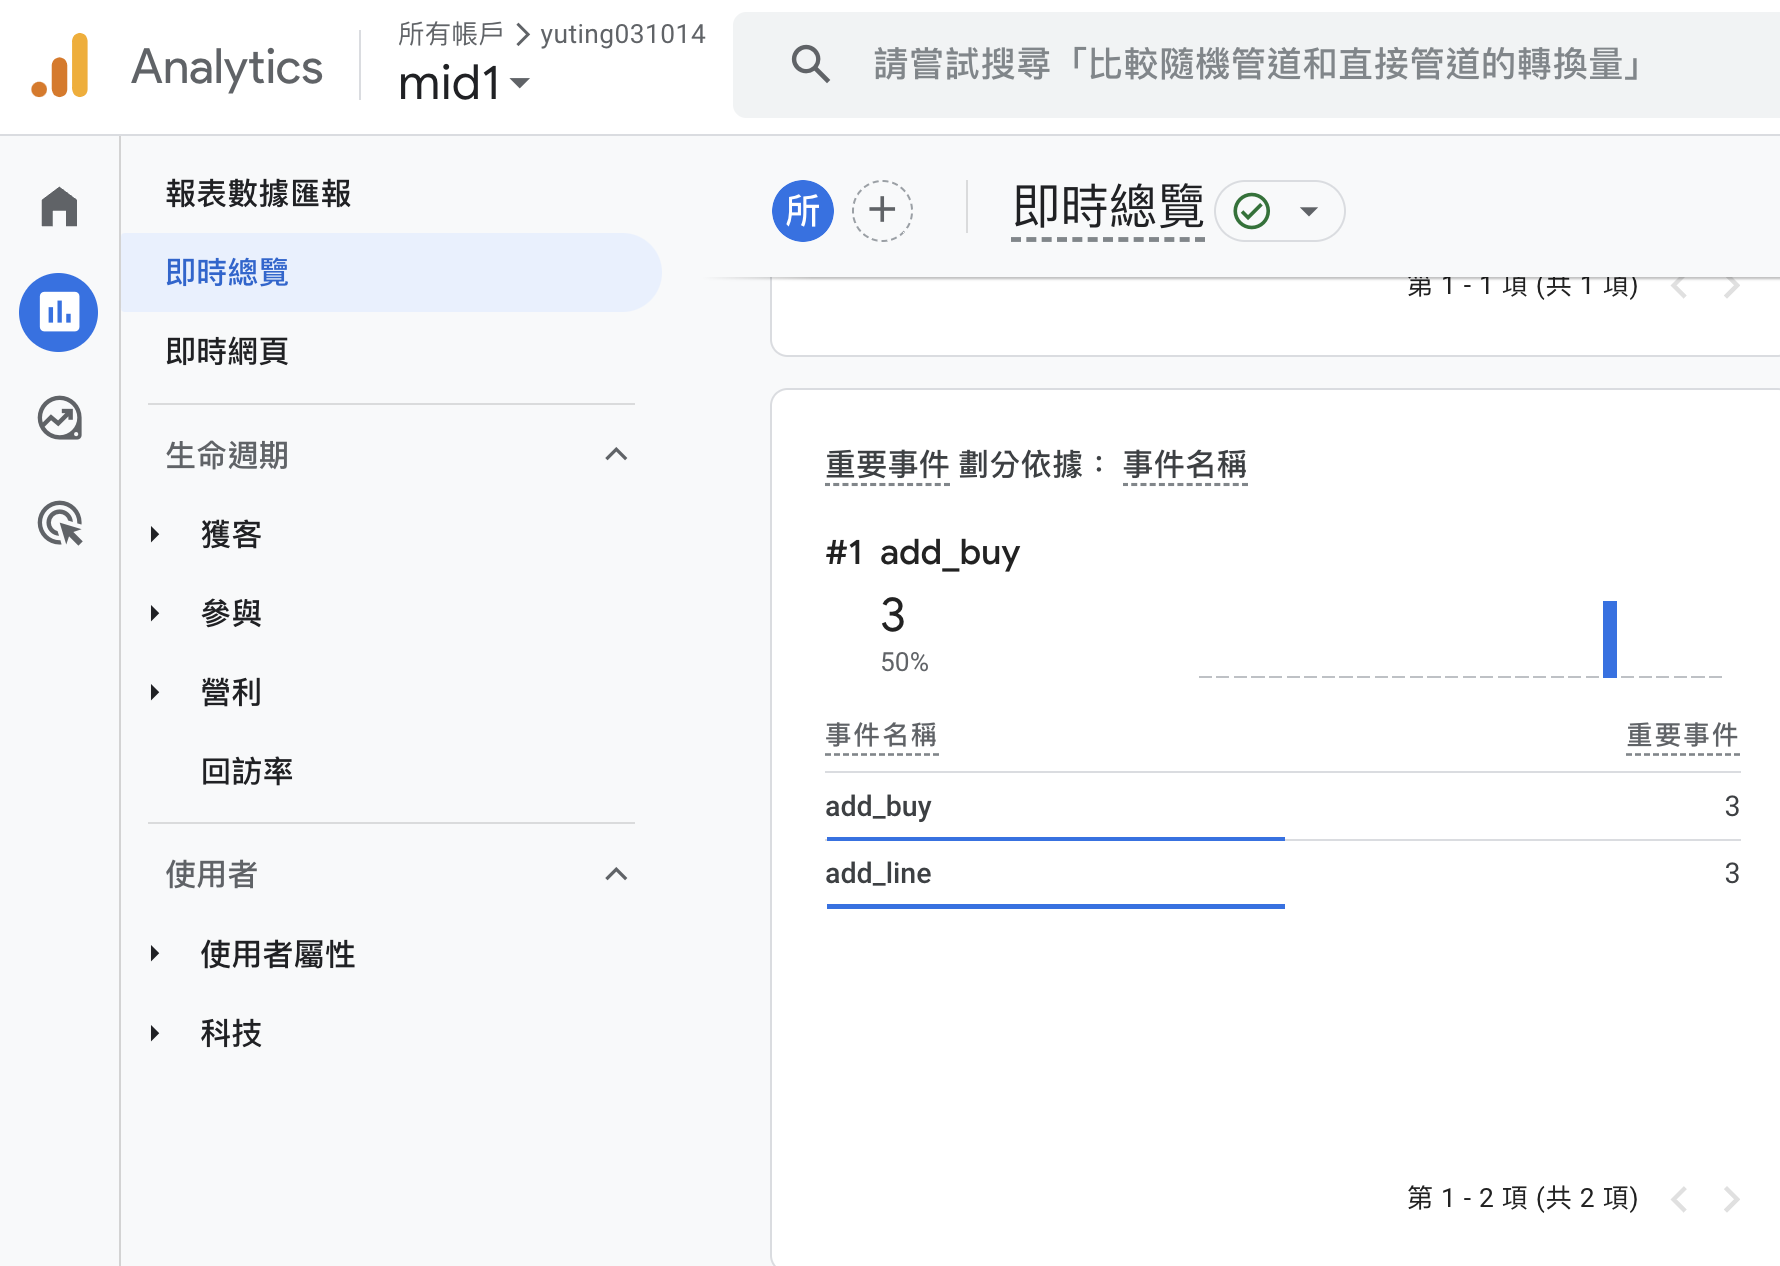 Analytics
所有帳戶 > yuting031014
mid1
請嘗試搜尋「比較隨機管道和直接管道的轉換量」
報表數據匯報
即時總覽
即時網頁
生命週期
獲客
參與
營利
回訪率
使用者
使用者屬性
科技
所
即時總覽
第 1 - 1 項 (共 1 項)
重要事件 劃分依據： 事件名稱
#1 add_buy
3
50%
事件名稱 重要事件
add_buy 3
add_line 3
第 1 - 2 項 (共 2 項)